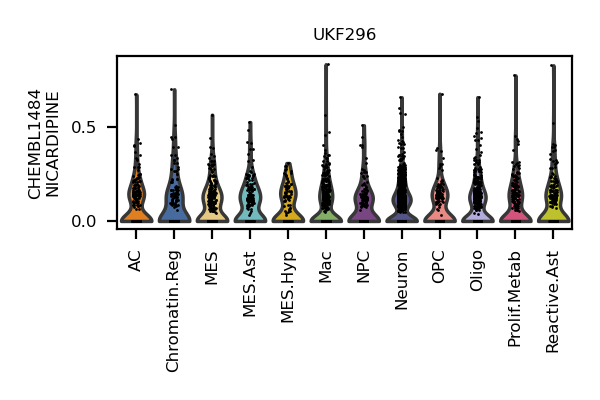 UKF296
CHEMBL1484
NICARDIPINE
0.5
0.0
AC
Chromatin.Reg
MES
MES.Ast
MES.Hyp
Mac
NPC
Neuron
OPC
Oligo
Prolif.Metab
Reactive.Ast